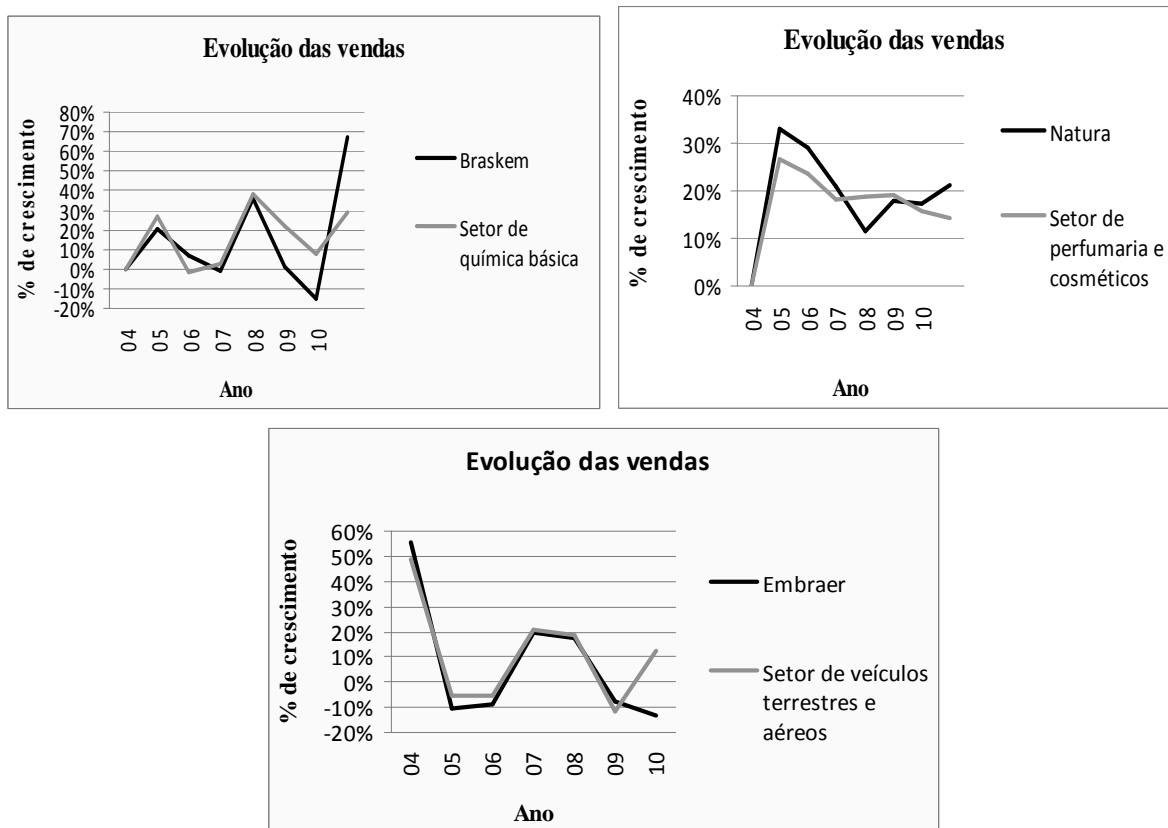 Evolução das vendas
% de crescimento
80%
70%
60%
50%
40%
30%
20%
10%
0%
-10%
-20%
04
05
06
07
08
09
10
Ano
Braskem
Setor de
química básica
Evolução das vendas
% de crescimento
40%
30%
20%
10%
0%
04
05
06
07
08
09
10
Ano
Natura
Setor de
perfumaria e
cosméticos
Evolução das vendas
% de crescimento
60%
50%
40%
30%
20%
10%
0%
-10%
-20%
04
05
06
07
08
09
10
Ano
Embraer
Setor de veículos
terrestres e
aéreos